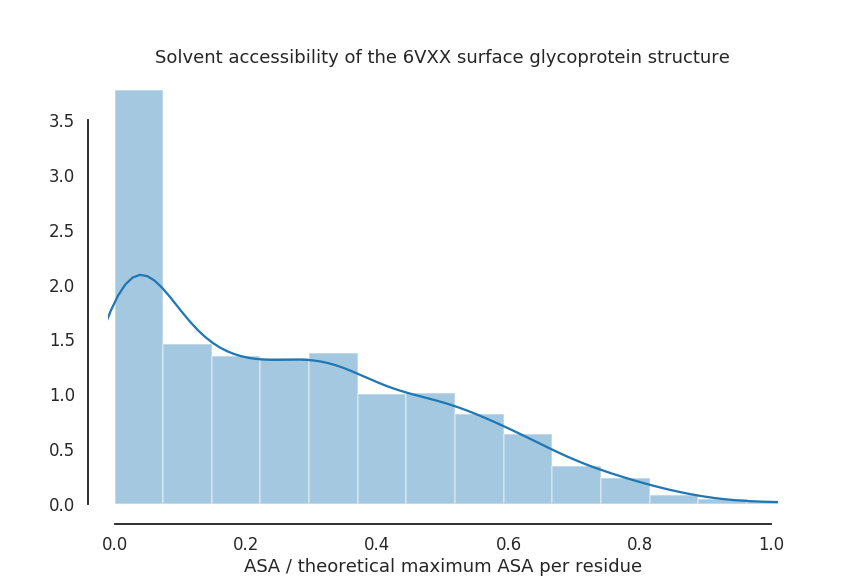 Solvent accessibility of the 6VXX surface glycoprotein structure
3.5
3.0
2.5
2.0
1.5
1.0
0.5
0.0
0.0 0.2 0.4 0.6 0.8 1.0
ASA / theoretical maximum ASA per residue